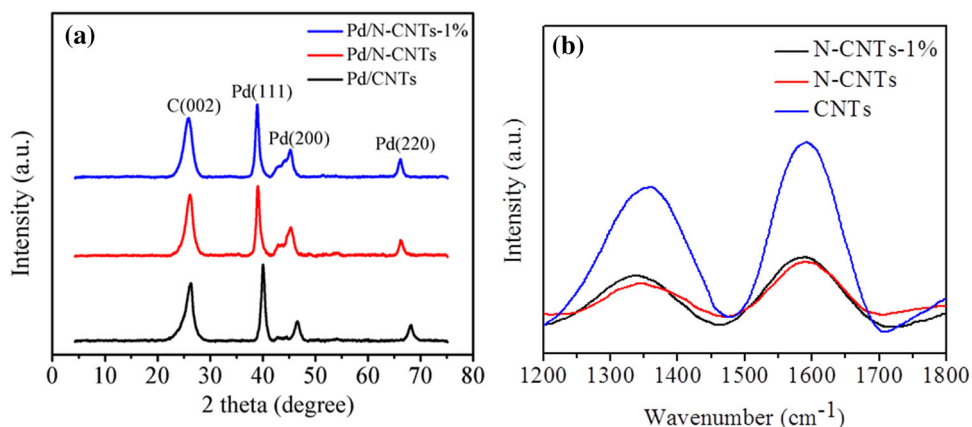 (a)
Pd/N-CNTs-1%
Pd/N-CNTs
Pd/CNTs
C(002)
Pd(111)
Pd(200)
Pd(220)
Intensity (a.u.)
0 10 20 30 40 50 60 70 80
2 theta (degree)
(b)
N-CNTs-1%
N-CNTs
CNTs
Intensity (a.u.)
1200 1300 1400 1500 1600 1700 1800
Wavenumber (cm⁻¹)